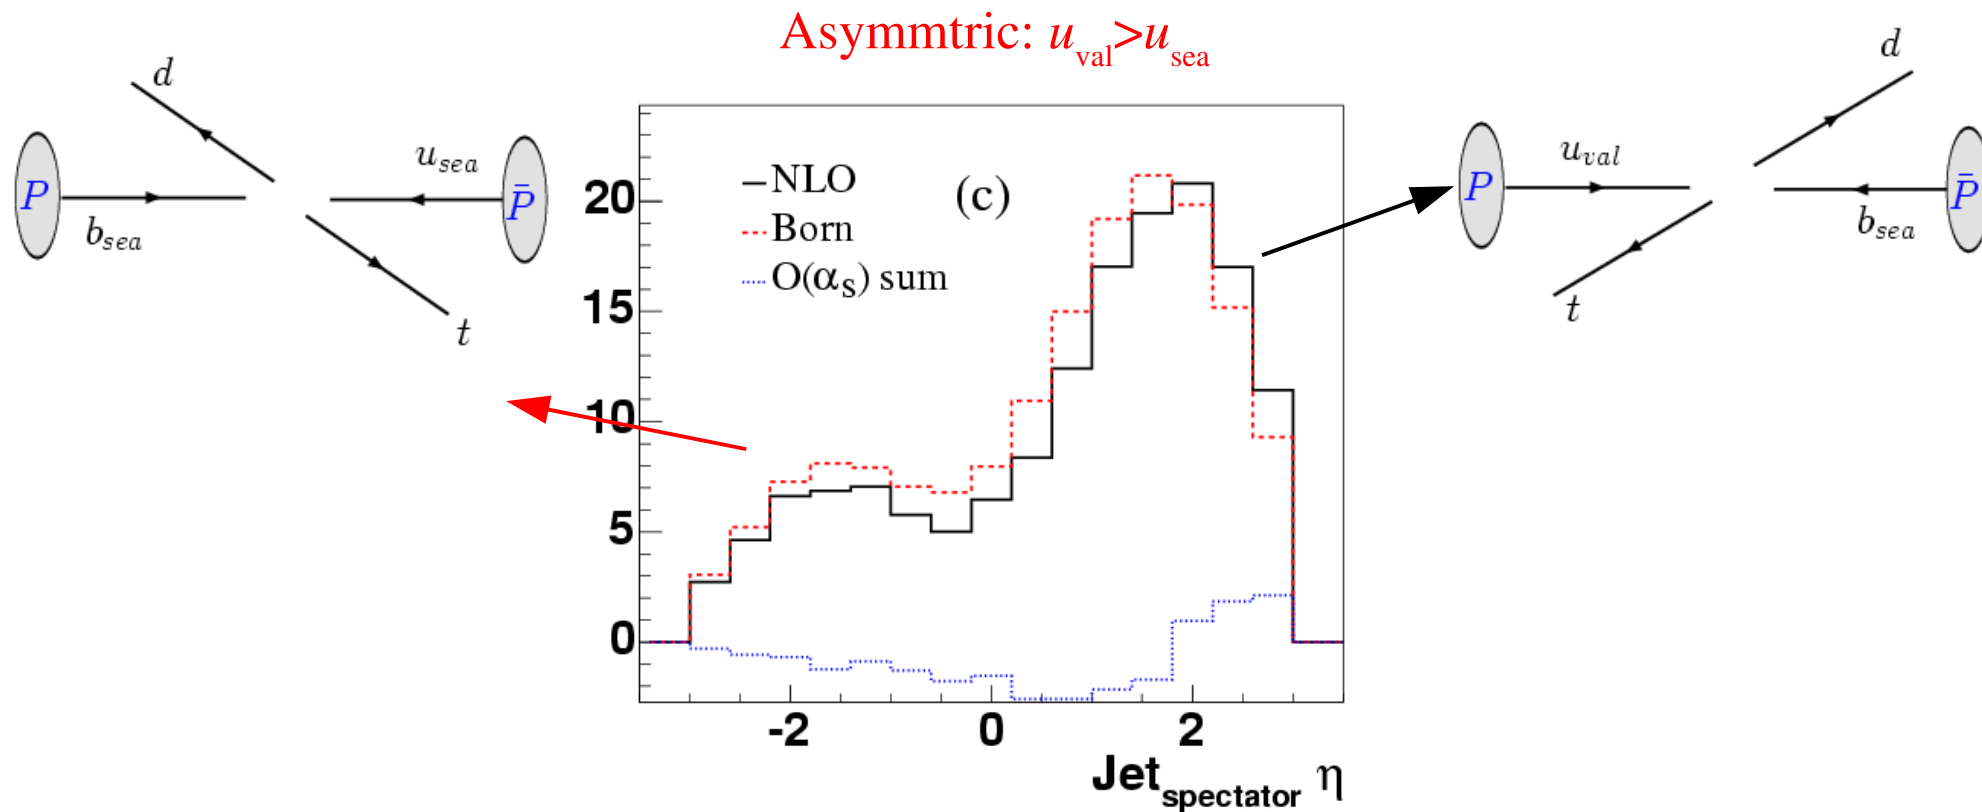 Asymmtric: u_val>u_sea
d
P
b_sea
u_sea
P̄
t
(c)
NLO
Born
O(α_s) sum
20
15
10
5
0
-2 0 2
Jet_spectator η
d
P
u_val
P̄
b_sea
t